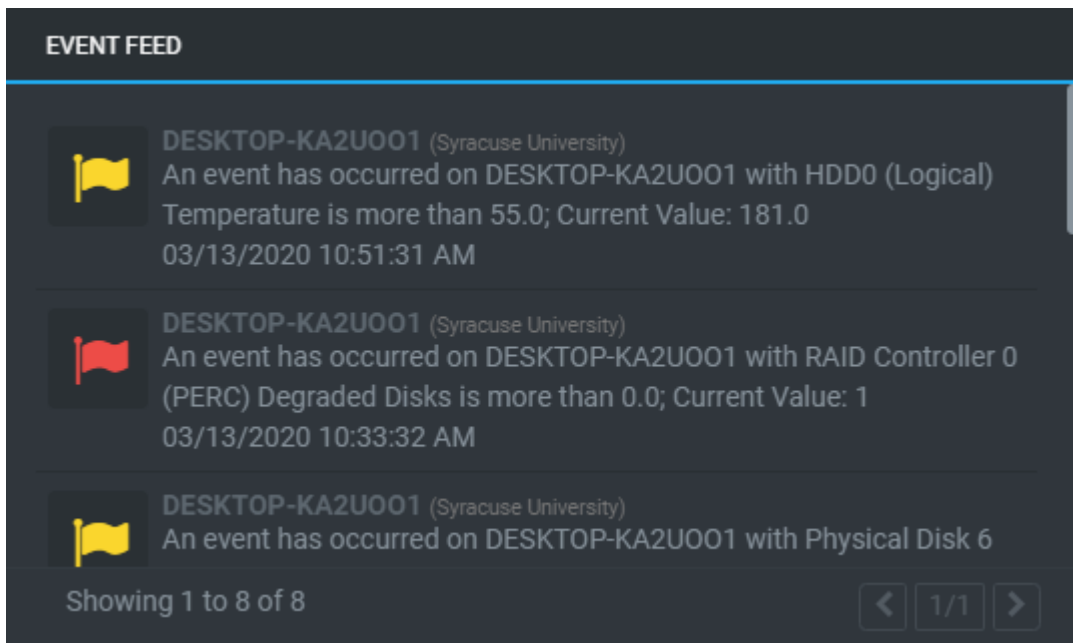 EVENT FEED
DESKTOP-KA2UOO1 (Syracuse University)
An event has occurred on DESKTOP-KA2UOO1 with HDD0 (Logical)
Temperature is more than 55.0; Current Value: 181.0
03/13/2020 10:51:31 AM
DESKTOP-KA2UOO1 (Syracuse University)
An event has occurred on DESKTOP-KA2UOO1 with RAID Controller 0
(PERC) Degraded Disks is more than 0.0; Current Value: 1
03/13/2020 10:33:32 AM
DESKTOP-KA2UOO1 (Syracuse University)
An event has occurred on DESKTOP-KA2UOO1 with Physical Disk 6
Showing 1 to 8 of 8
1/1